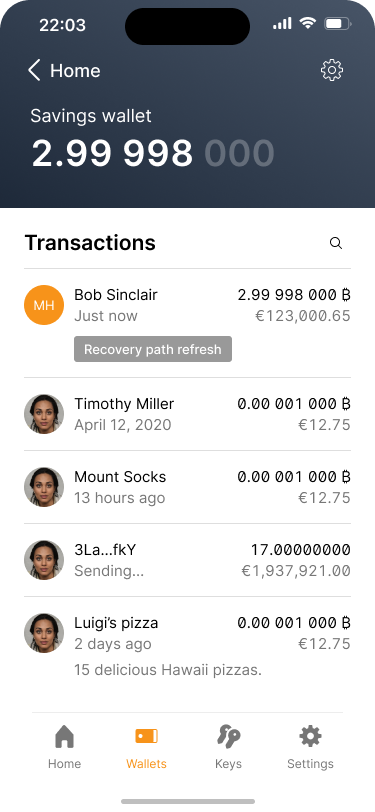 22:03
Home
Savings wallet
2.99 998 000
Transactions
MH
Bob Sinclair
2.99 998 000 ₿
Just now
€123,000.65
Recovery path refresh
Timothy Miller
0.00 001 000 ₿
April 12, 2020
€12.75
Mount Socks
0.00 001 000 ₿
13 hours ago
€12.75
3La...fkY
17.00000000
Sending...
€1,937,921.00
Luigi’s pizza
0.00 001 000 ₿
2 days ago
€12.75
15 delicious Hawaii pizzas.
Home
Wallets
Keys
Settings